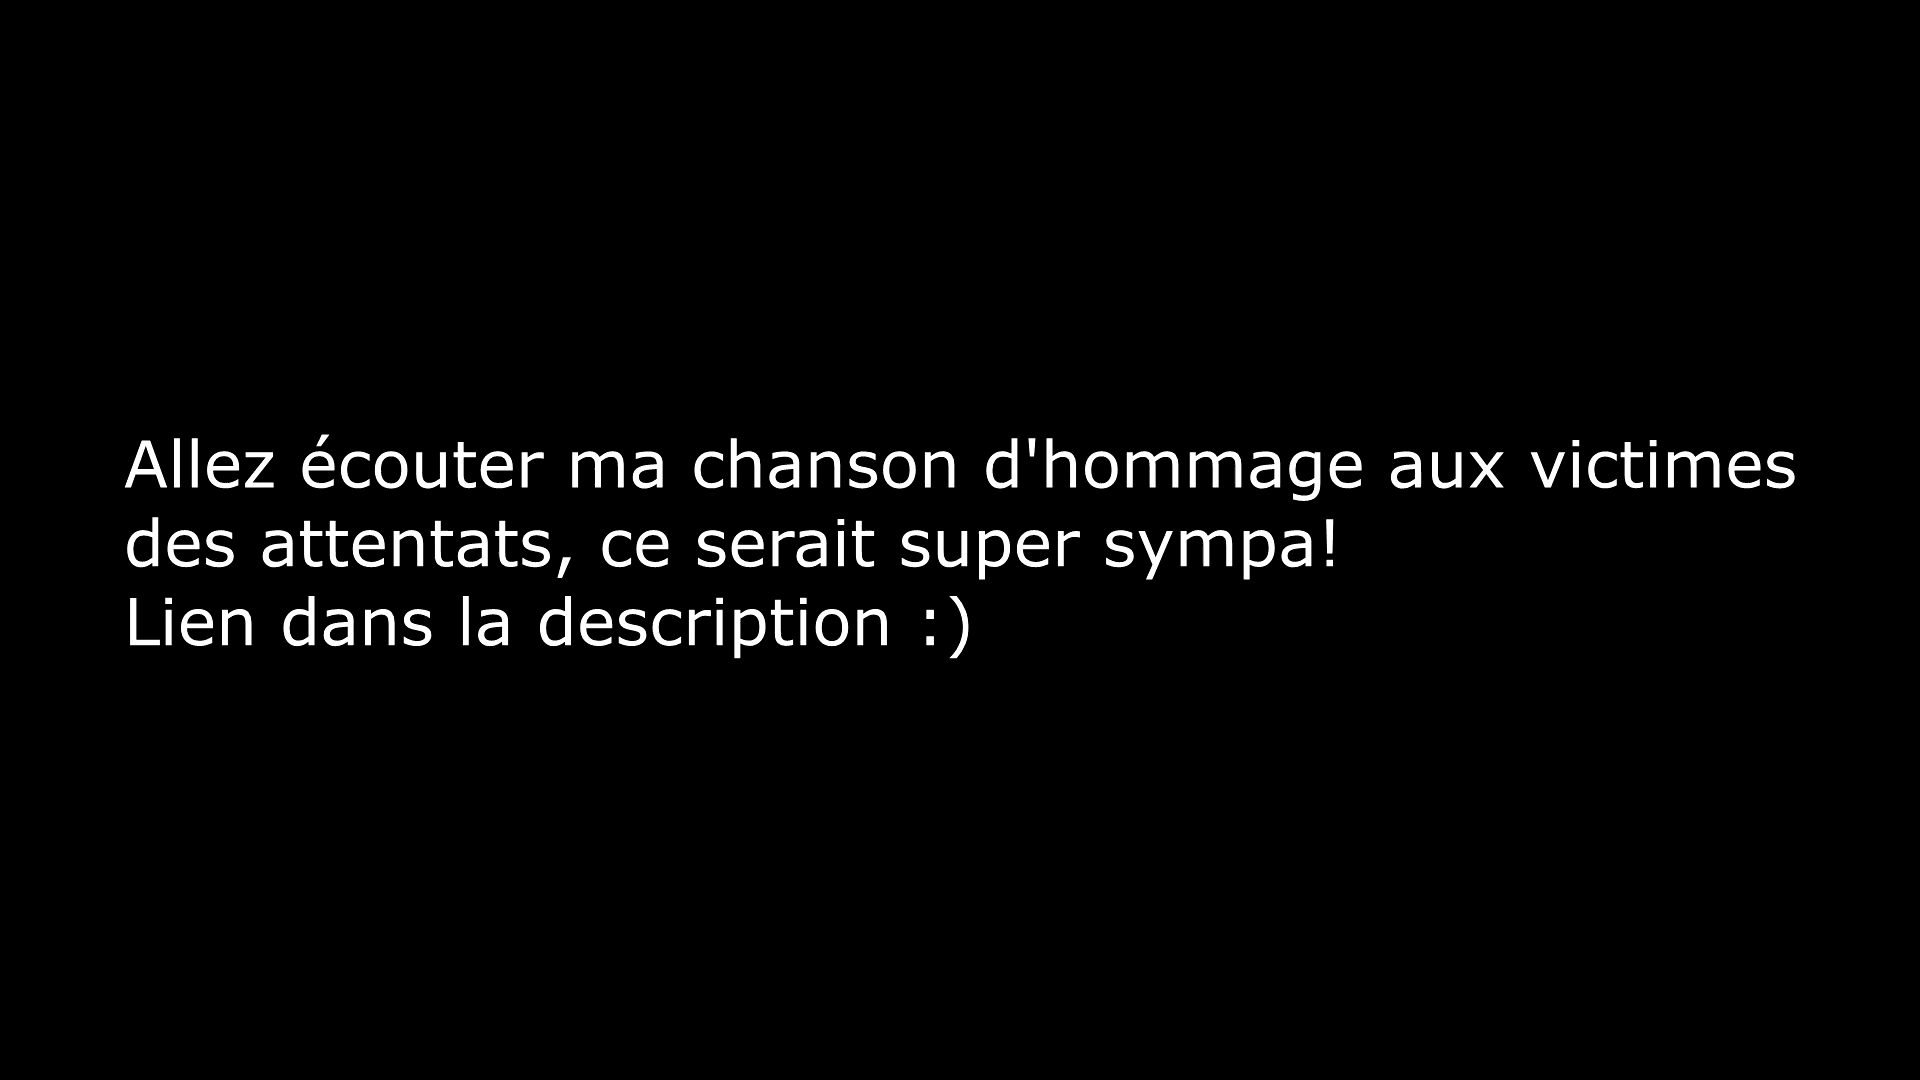 Allez écouter ma chanson d'hommage aux victimes
des attentats, ce serait super sympa!
Lien dans la description :)